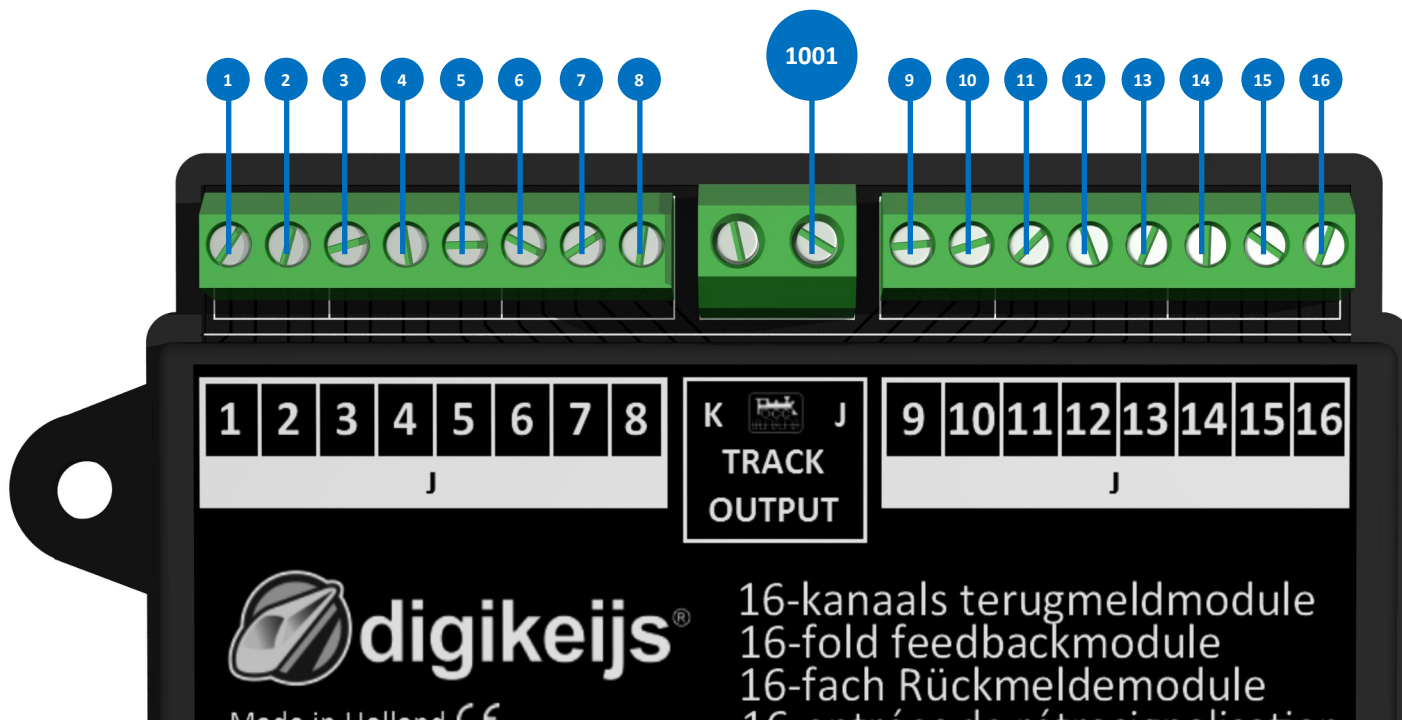 1001
1 2 3 4 5 6 7 8 9 10 11 12 13 14 15 16
1 2 3 4 5 6 7 8 K J 9 10 11 12 13 14 15 16
J TRACK J
OUTPUT
digikeijs®
16-kanaals terugmeldmodule
16-fold feedbackmodule
16-fach Rückmeldemodule
Made in Holland CE